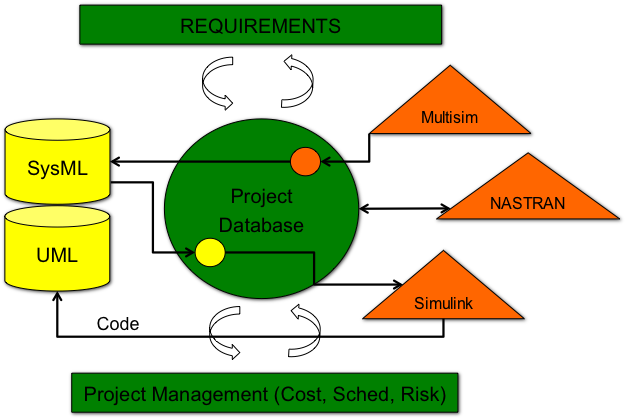 REQUIREMENTS
Multisim
SysML
Project
Database
NASTRAN
UML
Simulink
Code
Project Management (Cost, Sched, Risk)